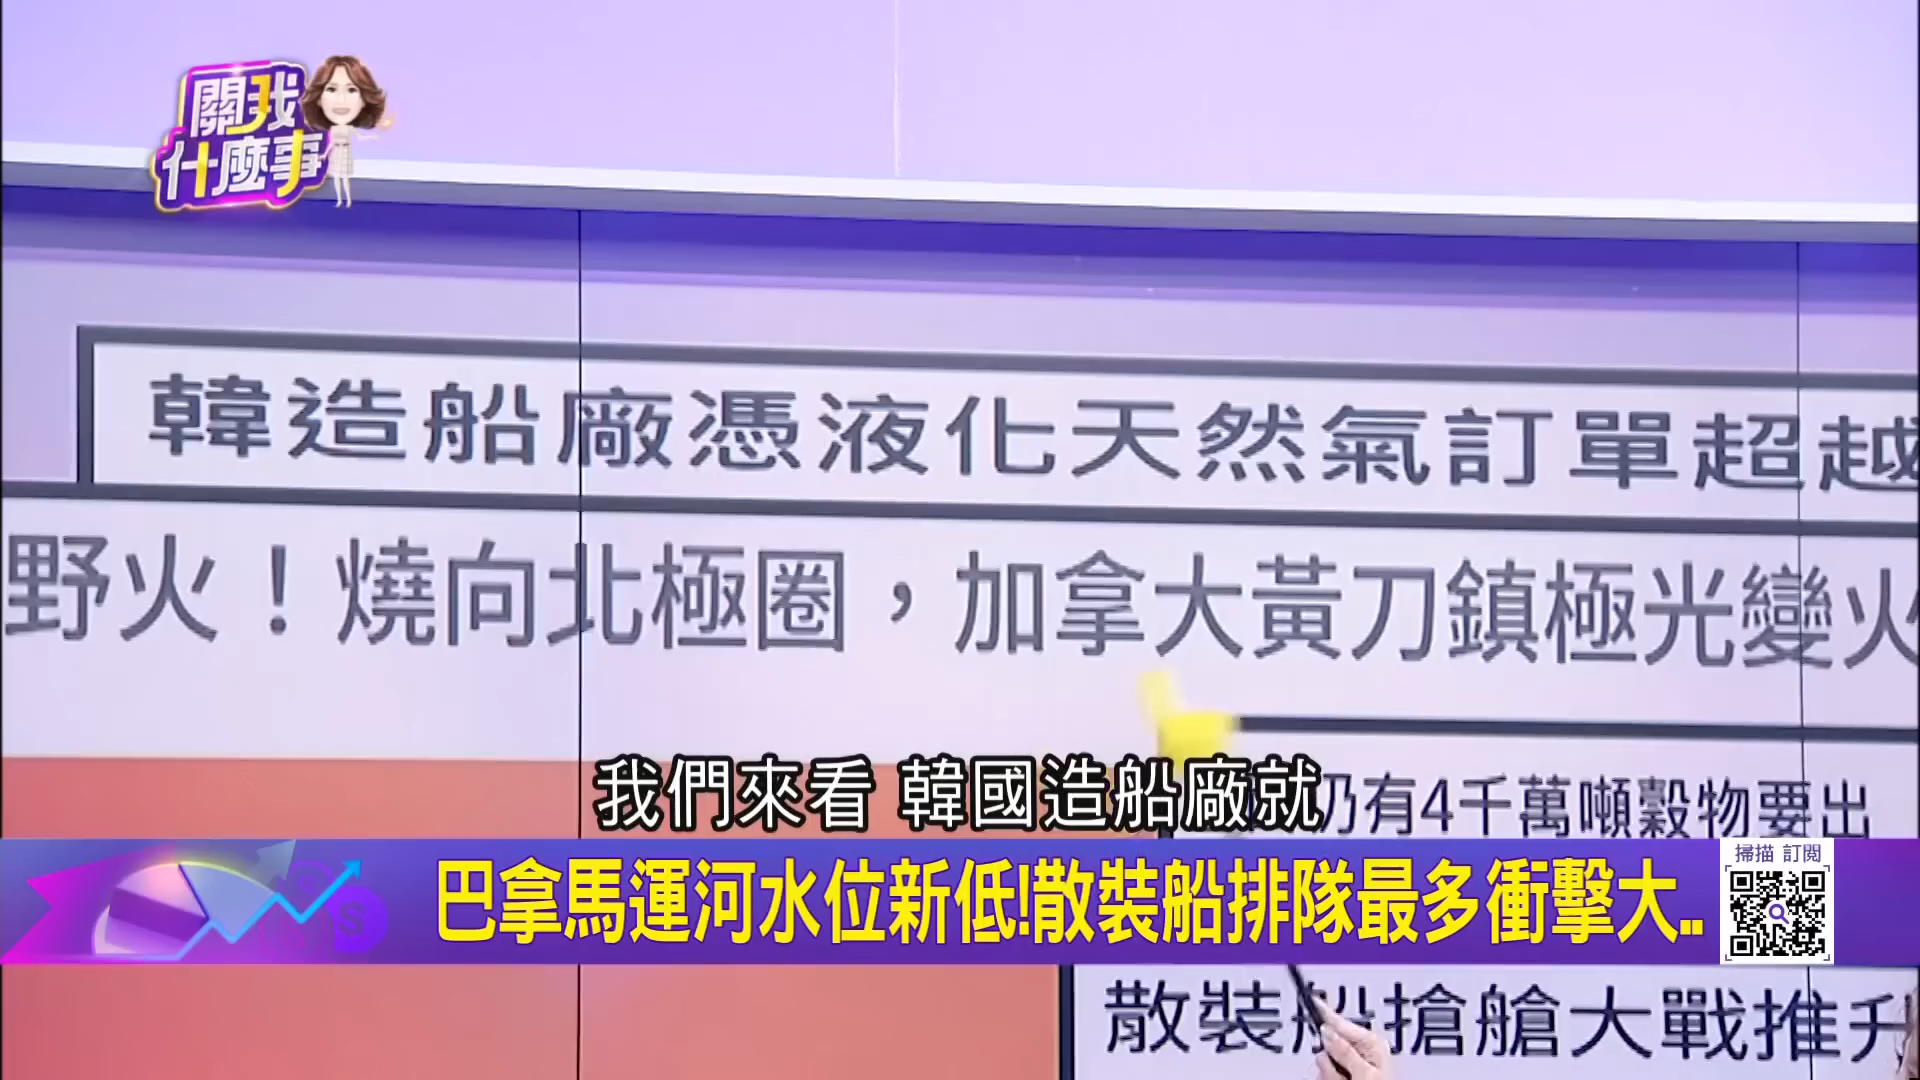 關我
什麼事
韓造船廠憑液化天然氣訂單超越
野火！燒向北極圈，加拿大黃刀鎮極光變火
仍有4千萬噸穀物要出
我們來看 韓國造船廠就
掃描 訂閱
巴拿馬運河水位新低!散裝船排隊最多衝擊大..
散裝船搶艙大戰推升